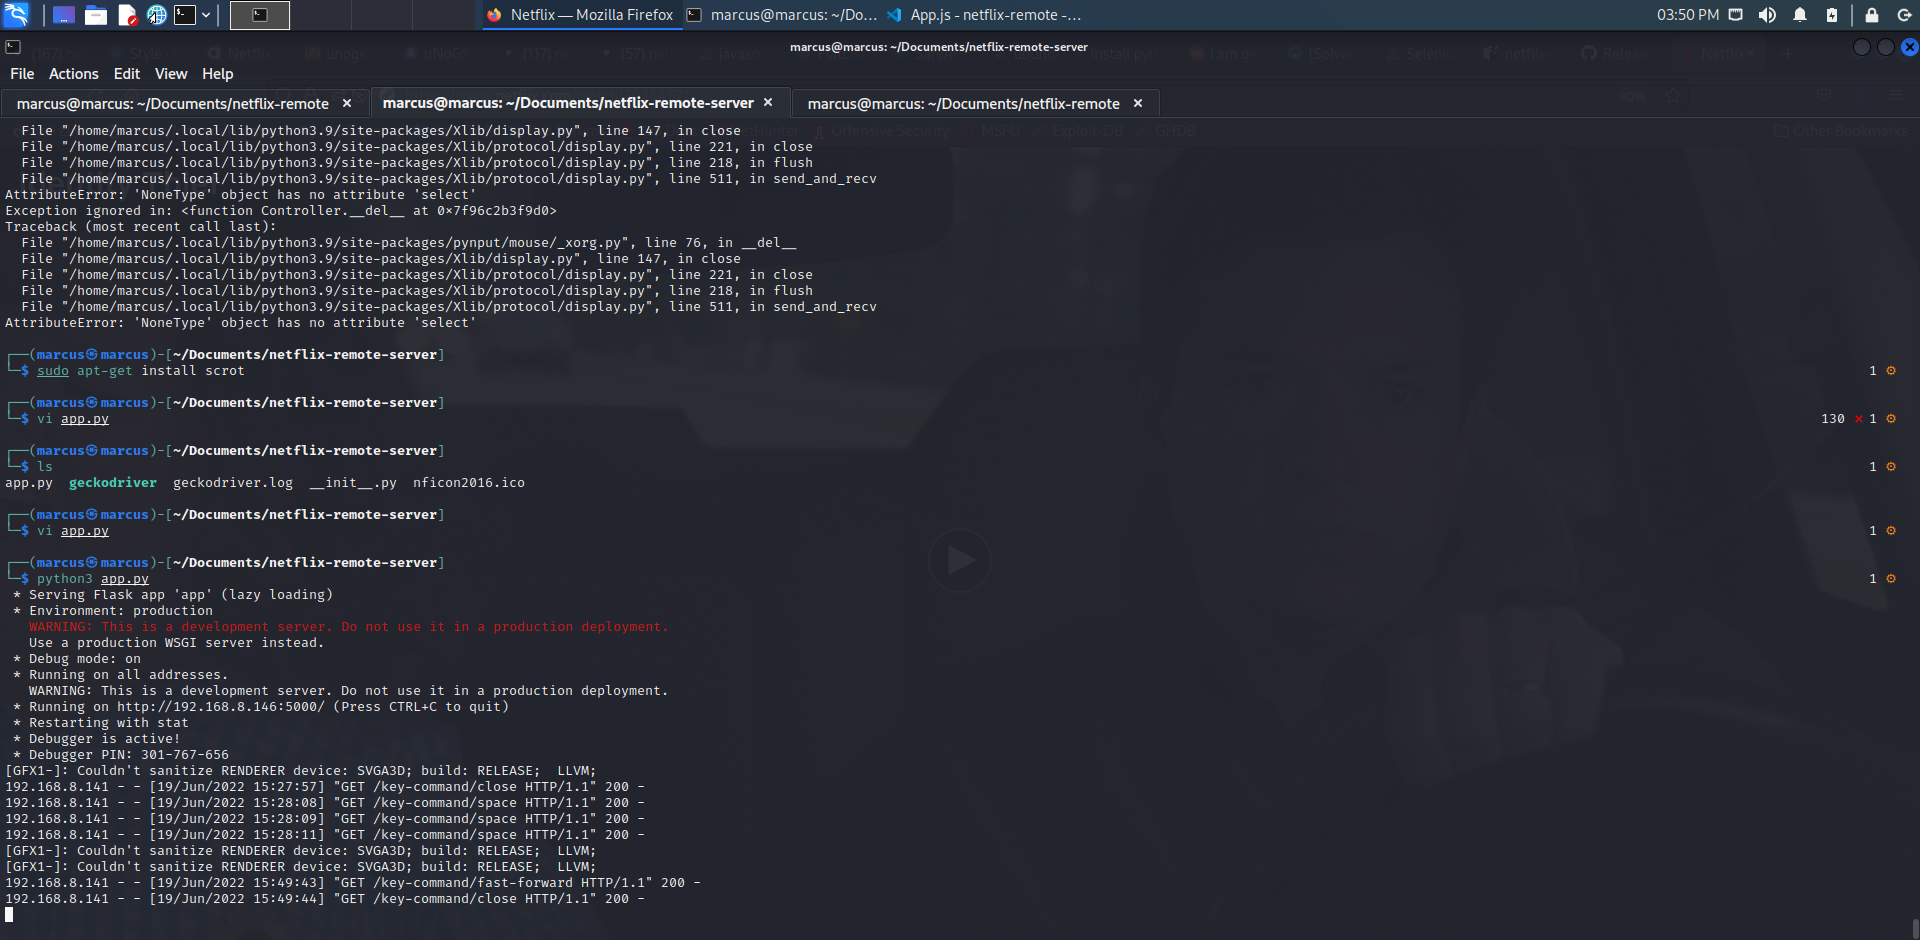 Netflix — Mozilla Firefox
marcus@marcus: ~/Do...
App.js - netflix-remote -...
03:50 PM
marcus@marcus: ~/Documents/netflix-remote-server
File Actions Edit View Help
marcus@marcus: ~/Documents/netflix-remote
marcus@marcus: ~/Documents/netflix-remote-server
marcus@marcus: ~/Documents/netflix-remote
Offensive Security MSFU Exploit-DB GHDB Other Bookmarks
File "/home/marcus/.local/lib/python3.9/site-packages/Xlib/display.py", line 147, in close
File "/home/marcus/.local/lib/python3.9/site-packages/Xlib/protocol/display.py", line 221, in close
File "/home/marcus/.local/lib/python3.9/site-packages/Xlib/protocol/display.py", line 218, in flush
File "/home/marcus/.local/lib/python3.9/site-packages/Xlib/protocol/display.py", line 511, in send_and_recv
AttributeError: 'NoneType' object has no attribute 'select'
Exception ignored in: <function Controller.__del__ at 0×7f96c2b3f9d0>
Traceback (most recent call last):
File "/home/marcus/.local/lib/python3.9/site-packages/pynput/mouse/_xorg.py", line 76, in __del__
File "/home/marcus/.local/lib/python3.9/site-packages/Xlib/display.py", line 147, in close
File "/home/marcus/.local/lib/python3.9/site-packages/Xlib/protocol/display.py", line 221, in close
File "/home/marcus/.local/lib/python3.9/site-packages/Xlib/protocol/display.py", line 218, in flush
File "/home/marcus/.local/lib/python3.9/site-packages/Xlib/protocol/display.py", line 511, in send_and_recv
AttributeError: 'NoneType' object has no attribute 'select'
┌──(marcus㉿marcus)-[~/Documents/netflix-remote-server]
└─$ sudo apt-get install scrot 1 ⚙
┌──(marcus㉿marcus)-[~/Documents/netflix-remote-server]
└─$ vi app.py 130 ⨯ 1 ⚙
┌──(marcus㉿marcus)-[~/Documents/netflix-remote-server]
└─$ ls 1 ⚙
app.py geckodriver geckodriver.log __init__.py nficon2016.ico
┌──(marcus㉿marcus)-[~/Documents/netflix-remote-server]
└─$ vi app.py 1 ⚙
┌──(marcus㉿marcus)-[~/Documents/netflix-remote-server]
└─$ python3 app.py 1 ⚙
* Serving Flask app 'app' (lazy loading)
* Environment: production
WARNING: This is a development server. Do not use it in a production deployment.
Use a production WSGI server instead.
* Debug mode: on
* Running on all addresses.
WARNING: This is a development server. Do not use it in a production deployment.
* Running on http://192.168.8.146:5000/ (Press CTRL+C to quit)
* Restarting with stat
* Debugger is active!
* Debugger PIN: 301-767-656
[GFX1-]: Couldn't sanitize RENDERER device: SVGA3D; build: RELEASE; LLVM;
192.168.8.141 - - [19/Jun/2022 15:27:57] "GET /key-command/close HTTP/1.1" 200 -
192.168.8.141 - - [19/Jun/2022 15:28:08] "GET /key-command/space HTTP/1.1" 200 -
192.168.8.141 - - [19/Jun/2022 15:28:09] "GET /key-command/space HTTP/1.1" 200 -
192.168.8.141 - - [19/Jun/2022 15:28:11] "GET /key-command/space HTTP/1.1" 200 -
[GFX1-]: Couldn't sanitize RENDERER device: SVGA3D; build: RELEASE; LLVM;
[GFX1-]: Couldn't sanitize RENDERER device: SVGA3D; build: RELEASE; LLVM;
192.168.8.141 - - [19/Jun/2022 15:49:43] "GET /key-command/fast-forward HTTP/1.1" 200 -
192.168.8.141 - - [19/Jun/2022 15:49:44] "GET /key-command/close HTTP/1.1" 200 -